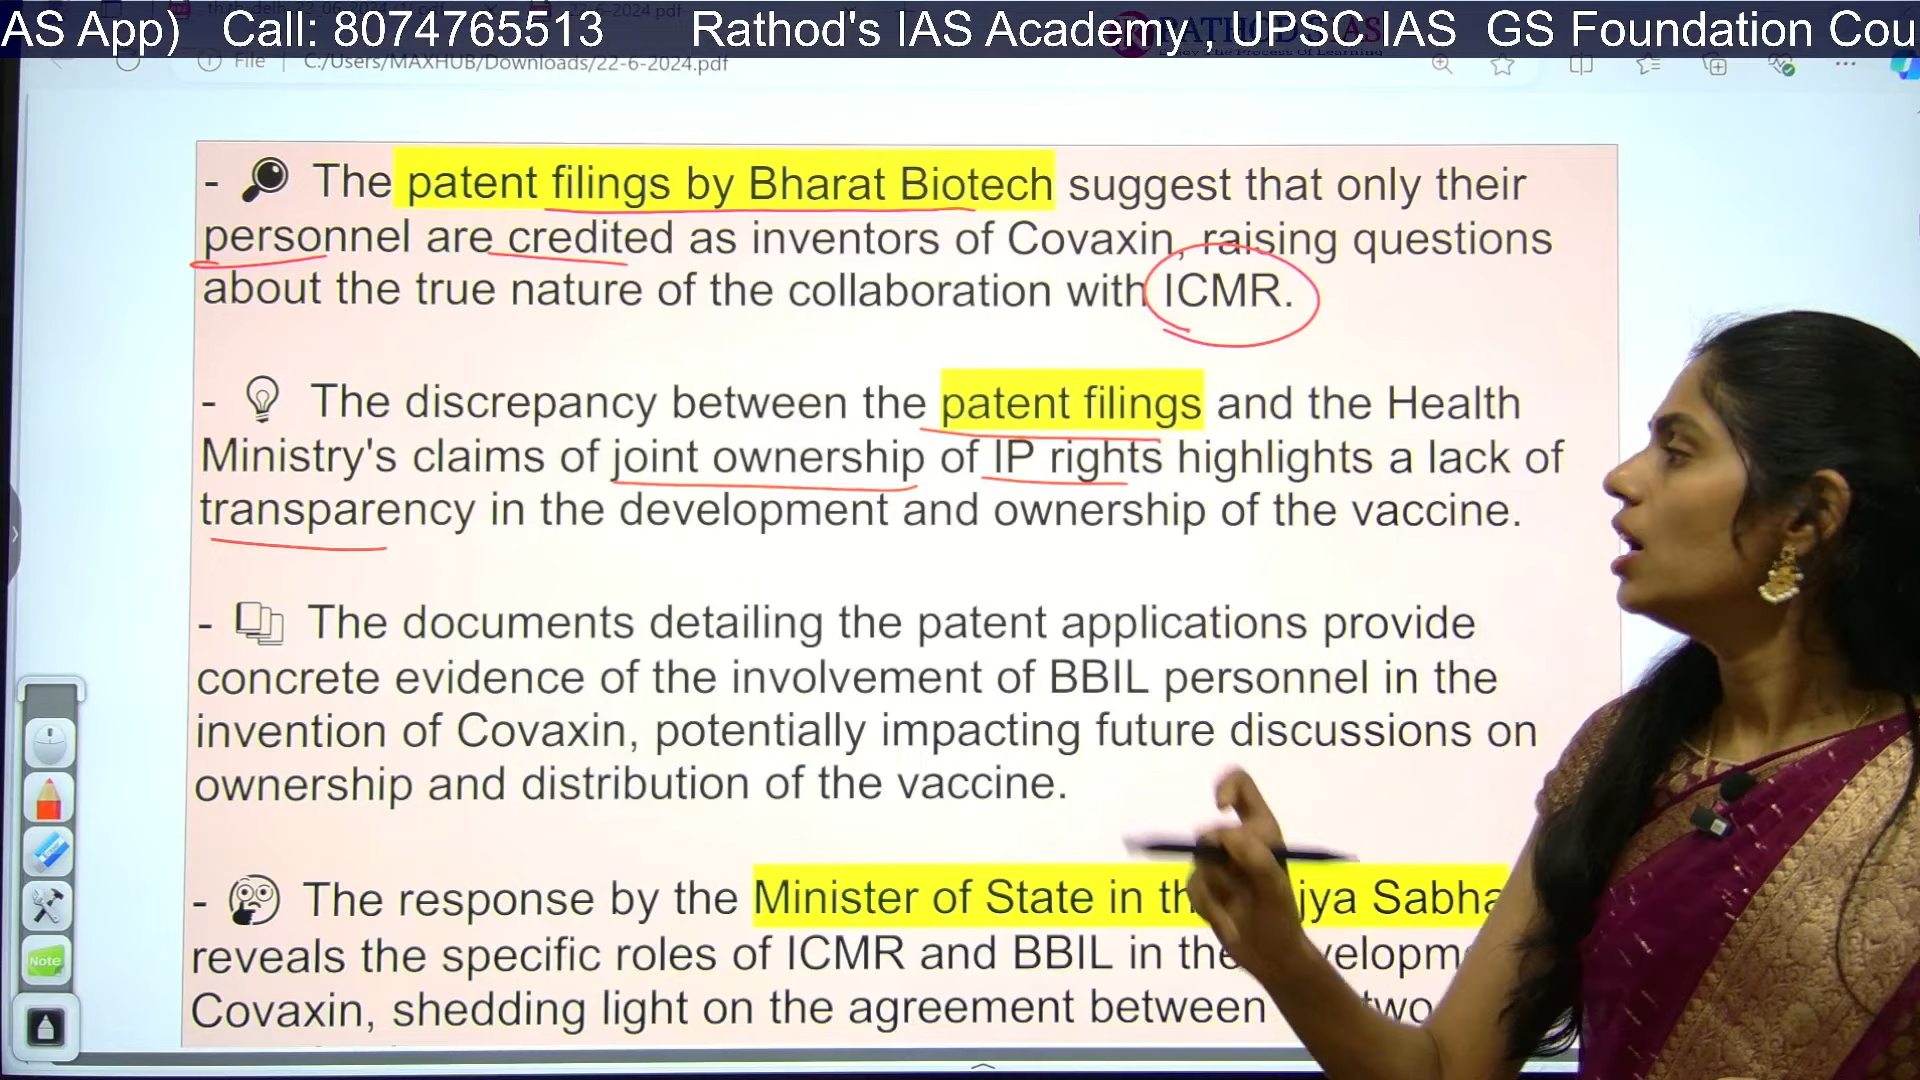 AS App) Call: 8074765513 Rathod's IAS Academy , UPSC IAS GS Foundation Cou
File C:/Users/MAXHUB/Downloads/22-6-2024.pdf
- The patent filings by Bharat Biotech suggest that only their
personnel are credited as inventors of Covaxin, raising questions
about the true nature of the collaboration with ICMR.
- The discrepancy between the patent filings and the Health
Ministry's claims of joint ownership of IP rights highlights a lack of
transparency in the development and ownership of the vaccine.
- The documents detailing the patent applications provide
concrete evidence of the involvement of BBIL personnel in the
invention of Covaxin, potentially impacting future discussions on
ownership and distribution of the vaccine.
- The response by the Minister of State in th jya Sabha
reveals the specific roles of ICMR and BBIL in the velopm
Covaxin, shedding light on the agreement between two
Note